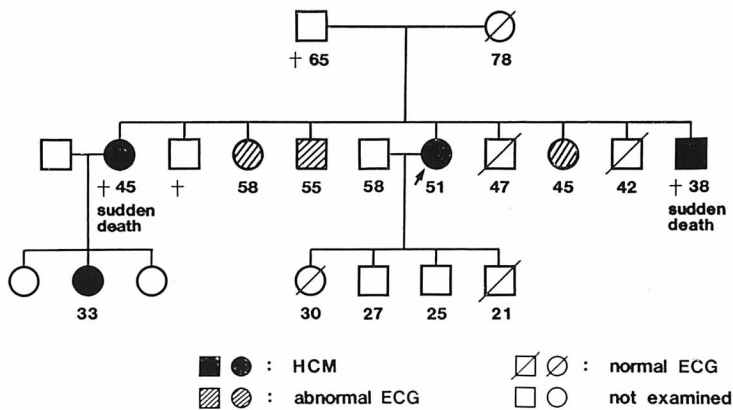 † 65 78
† 45 † 58 55 58 51 47 45 42 † 38
sudden death sudden death
33 30 27 25 21
: HCM : normal ECG
: abnormal ECG not examined